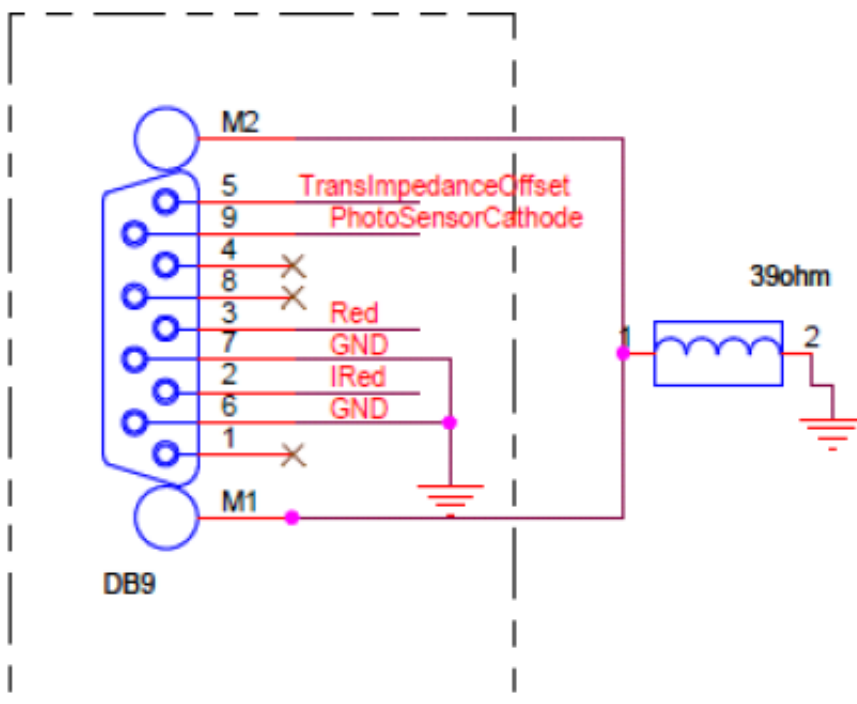 M2
5 TransImpedanceOffset
9 PhotoSensorCathode
4
8
39ohm
3 Red
7 GND
1 2
2 IRed
6 GND
1
M1
DB9